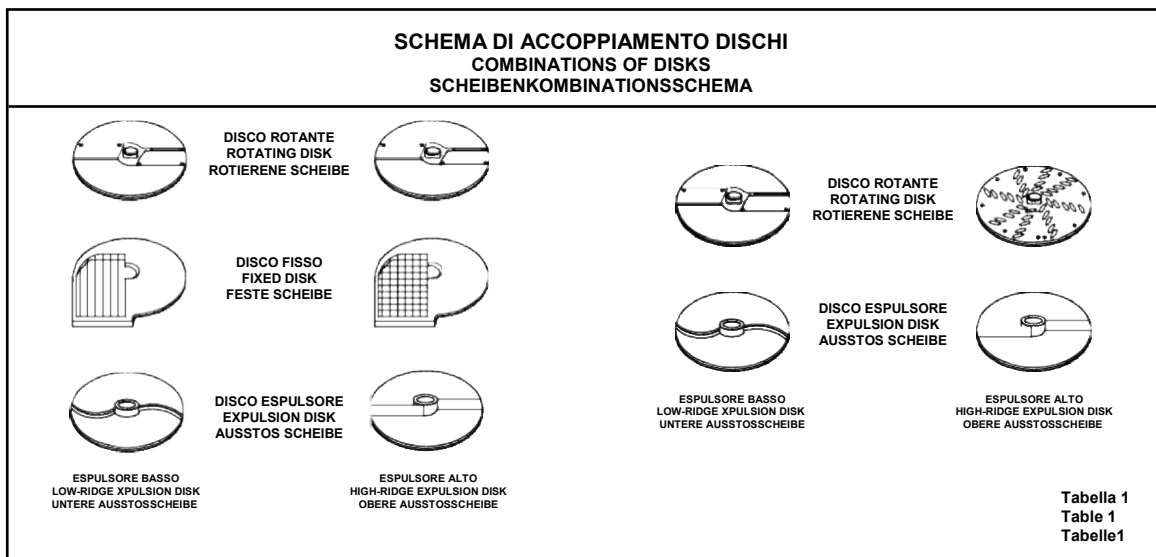 SCHEMA DI ACCOPPIAMENTO DISCHI
COMBINATIONS OF DISKS
SCHEIBENKOMBINATIONSSCHEMA
DISCO ROTANTE
ROTATING DISK
ROTIERENE SCHEIBE
DISCO FISSO
FIXED DISK
FESTE SCHEIBE
DISCO ESPULSORE
EXPULSION DISK
AUSSTOS SCHEIBE
ESPULSORE BASSO
LOW-RIDGE XPULSION DISK
UNTERE AUSSTOSSCHEIBE
ESPULSORE ALTO
HIGH-RIDGE EXPULSION DISK
OBERE AUSSTOSSCHEIBE
DISCO ROTANTE
ROTATING DISK
ROTIERENE SCHEIBE
DISCO ESPULSORE
EXPULSION DISK
AUSSTOS SCHEIBE
ESPULSORE BASSO
LOW-RIDGE XPULSION DISK
UNTERE AUSSTOSSCHEIBE
ESPULSORE ALTO
HIGH-RIDGE EXPULSION DISK
OBERE AUSSTOSSCHEIBE
Tabella 1
Table 1
Tabelle1